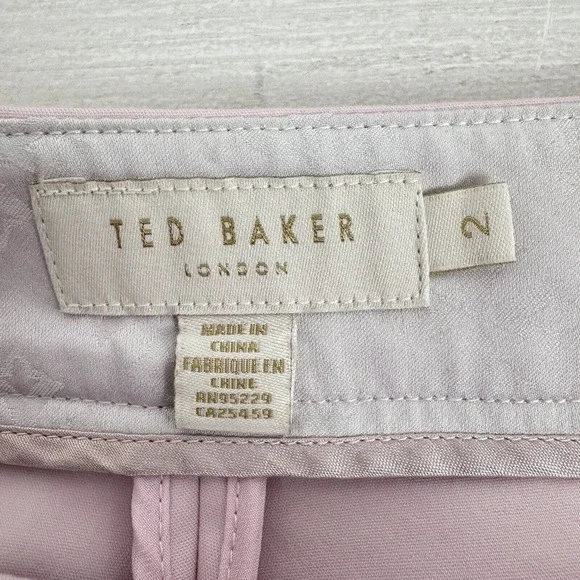 TED BAKER
LONDON
2
MADE IN
CHINA
FABRIQUE EN
CHINE
RN95229
CA25459